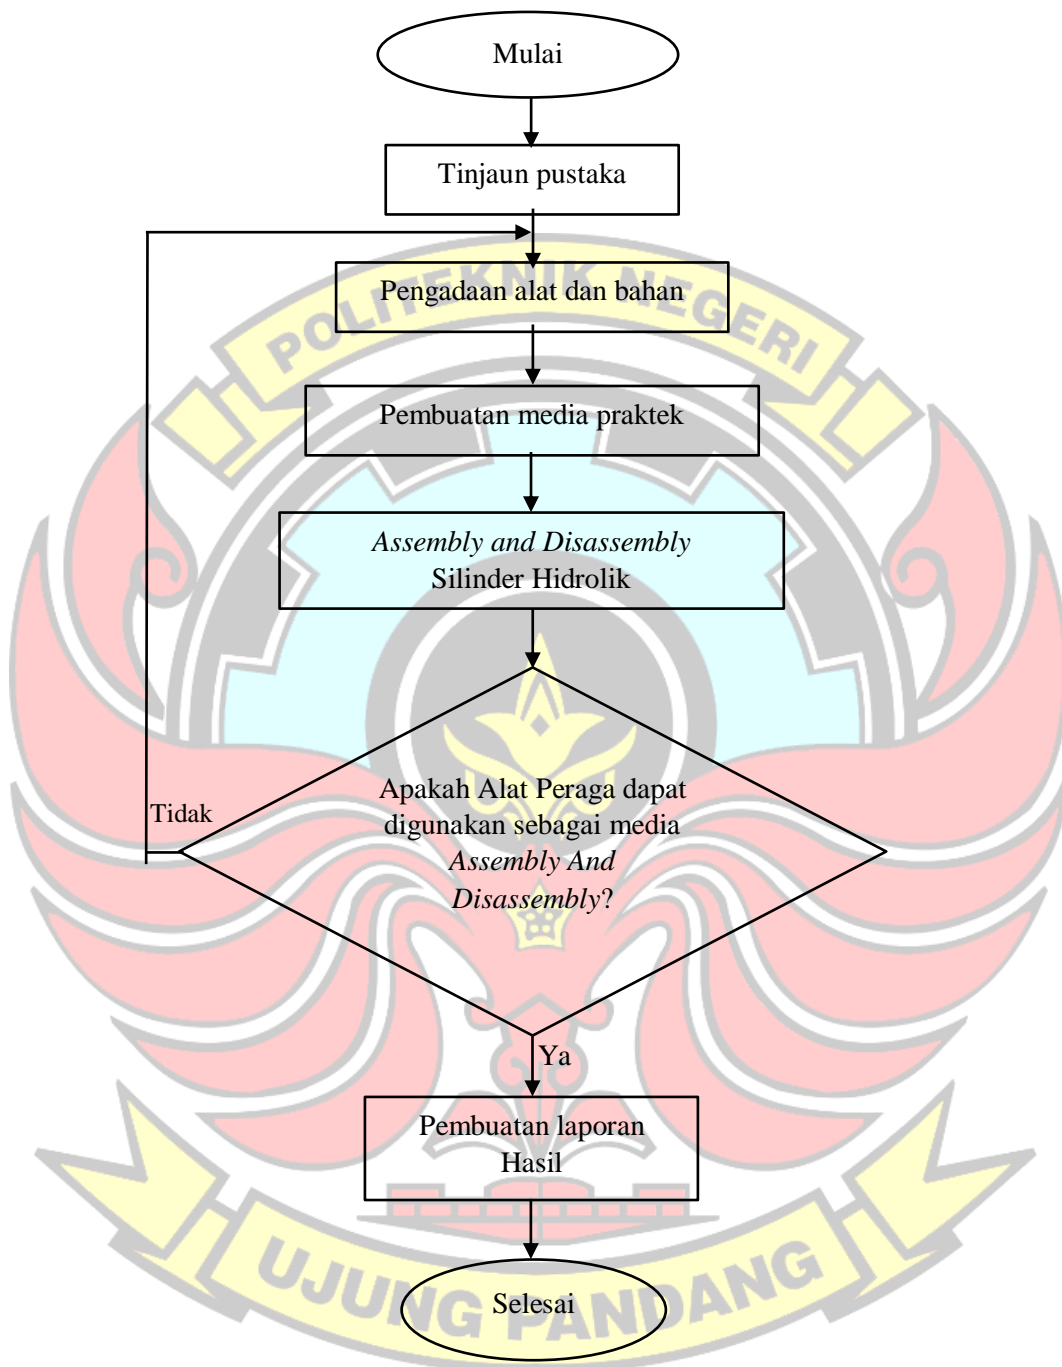 Mulai
Tinjaun pustaka
POLITEKNIK NEGERI
Pengadaan alat dan bahan
Pembuatan media praktek
Assembly and Disassembly
Silinder Hidrolik
Apakah Alat Peraga dapat
digunakan sebagai media
Assembly And
Disassembly?
Tidak
Ya
Pembuatan laporan
Hasil
Selesai
UJUNG PANDANG